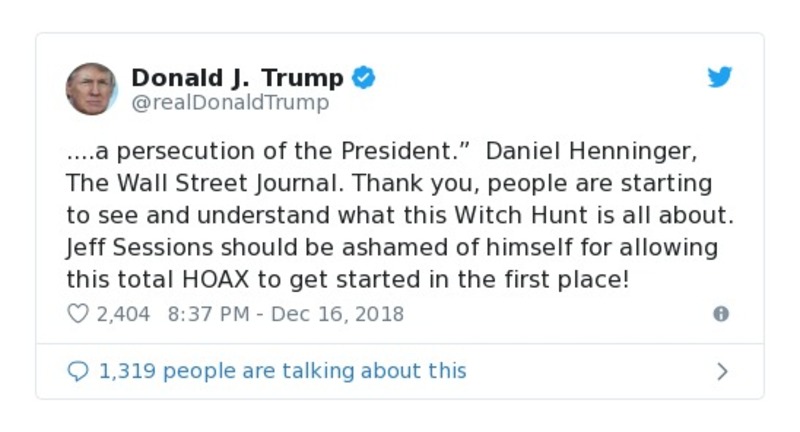 Donald J. Trump
@realDonaldTrump
....a persecution of the President.”  Daniel Henninger,
The Wall Street Journal. Thank you, people are starting
to see and understand what this Witch Hunt is all about.
Jeff Sessions should be ashamed of himself for allowing
this total HOAX to get started in the first place!
2,404 8:37 PM - Dec 16, 2018
1,319 people are talking about this